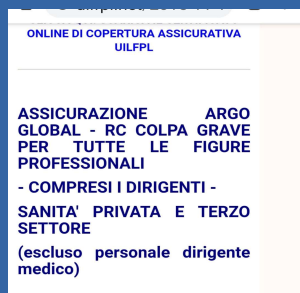 ONLINE DI COPERTURA ASSICURATIVA
UILFPL
ASSICURAZIONE ARGO
GLOBAL - RC COLPA GRAVE
PER TUTTE LE FIGURE
PROFESSIONALI
- COMPRESI I DIRIGENTI -
SANITA' PRIVATA E TERZO
SETTORE
(escluso personale dirigente
medico)